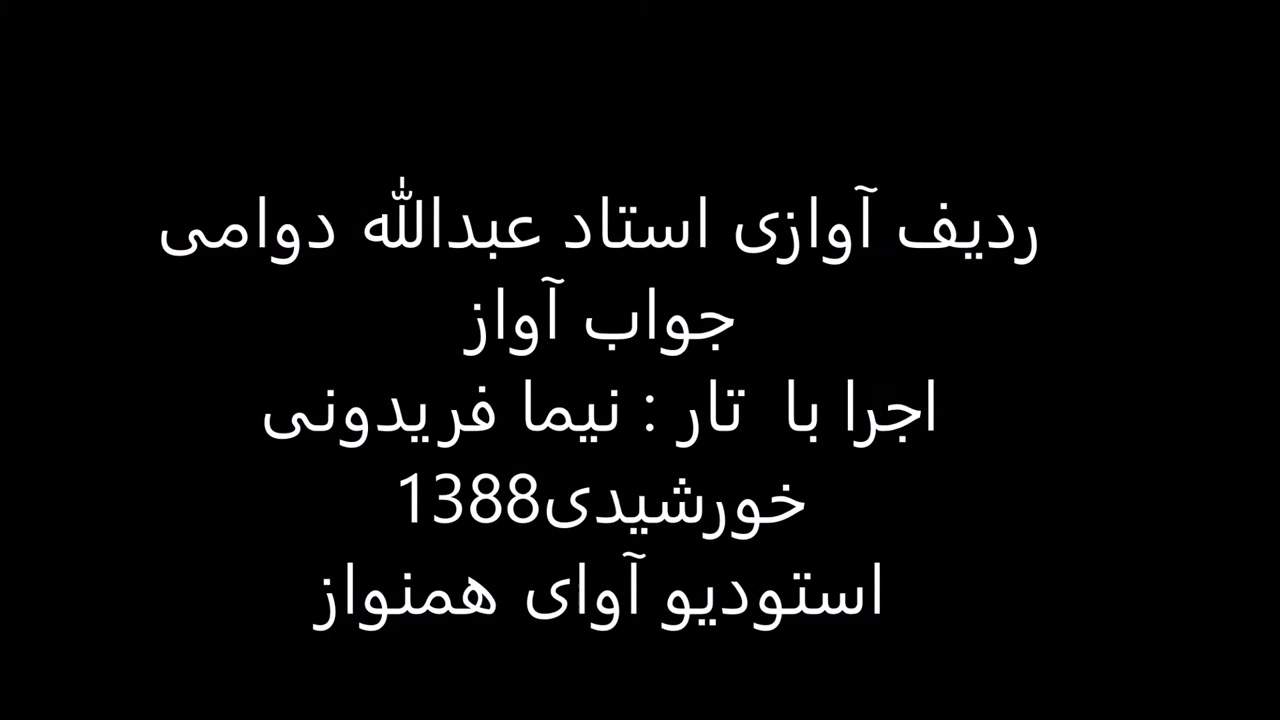 ردیف آوازی استاد عبدالله دوامی
جواب آواز
اجرا با  تار : نیما فریدونی
خورشیدی1388
استودیو آوای همنواز